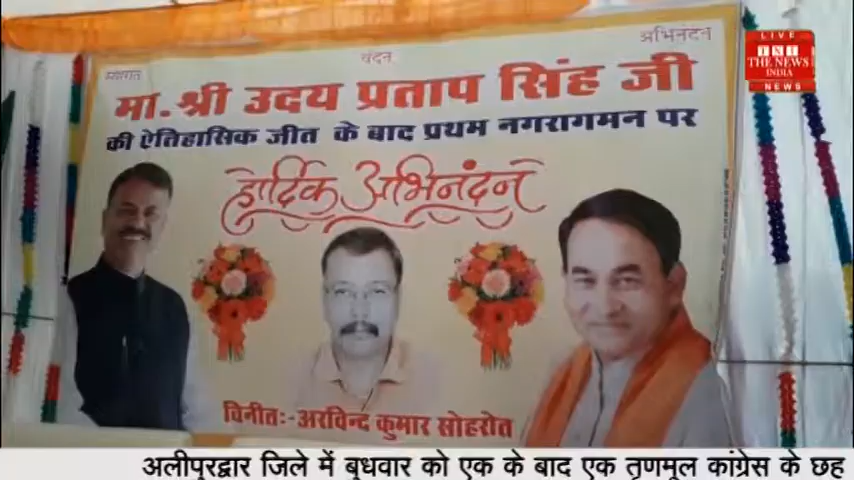 स्वागत
वंदन
अभिनंदन
मा. श्री उदय प्रताप सिंह जी
की ऐतिहासिक जीत के बाद प्रथम नगरागमन पर
हार्दिक अभिनंदन
विनीतः-अरविन्द कुमार सोहरोत
LIVE
TNI
THE NEWS
INDIA
NEWS
अलीपुरद्वार जिले में बुधवार को एक के बाद एक तृणमूल कांग्रेस के छह